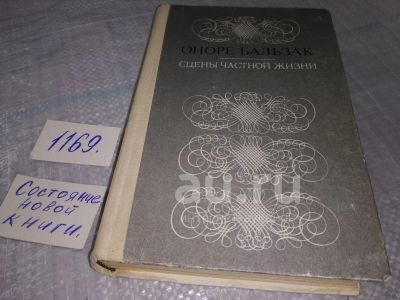 ОНОРЕ БАЛЬЗАК
СЦЕНЫ ЧАСТНОЙ ЖИЗНИ
1169.
Состояние
новой
книги.
au.ru